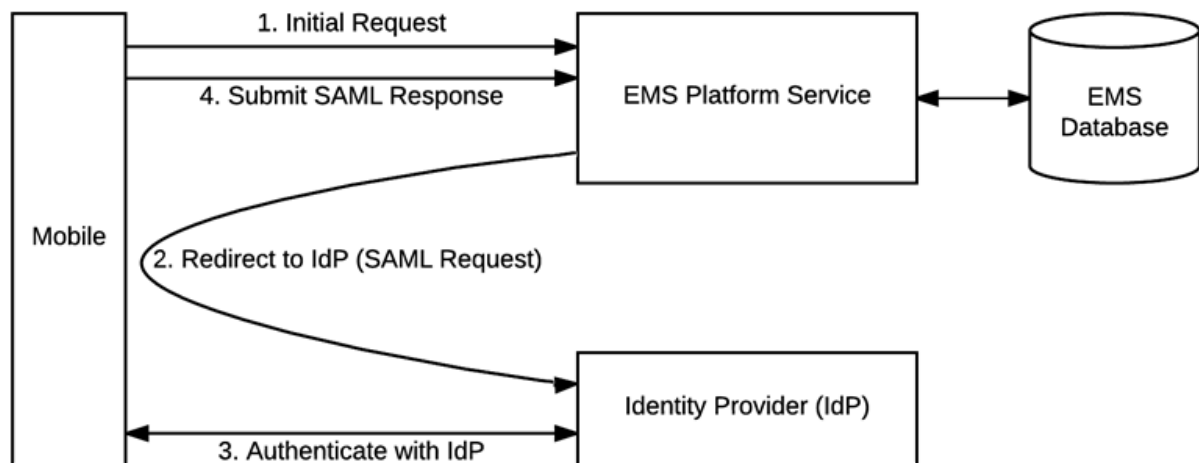 1. Initial Request
4. Submit SAML Response
EMS Platform Service
EMS
Database
Mobile
2. Redirect to IdP (SAML Request)
Identity Provider (IdP)
3. Authenticate with IdP